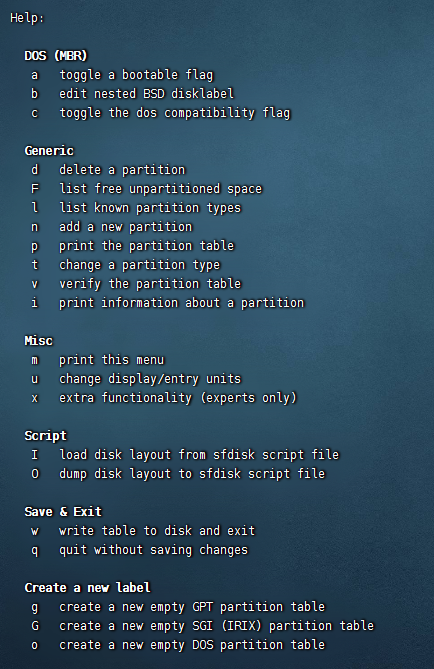 Help:
DOS (MBR)
a toggle a bootable flag
b edit nested BSD disklabel
c toggle the dos compatibility flag
Generic
d delete a partition
F list free unpartitioned space
l list known partition types
n add a new partition
p print the partition table
t change a partition type
v verify the partition table
i print information about a partition
Misc
m print this menu
u change display/entry units
x extra functionality (experts only)
Script
I load disk layout from sfdisk script file
O dump disk layout to sfdisk script file
Save & Exit
w write table to disk and exit
q quit without saving changes
Create a new label
g create a new empty GPT partition table
G create a new empty SGI (IRIX) partition table
o create a new empty DOS partition table